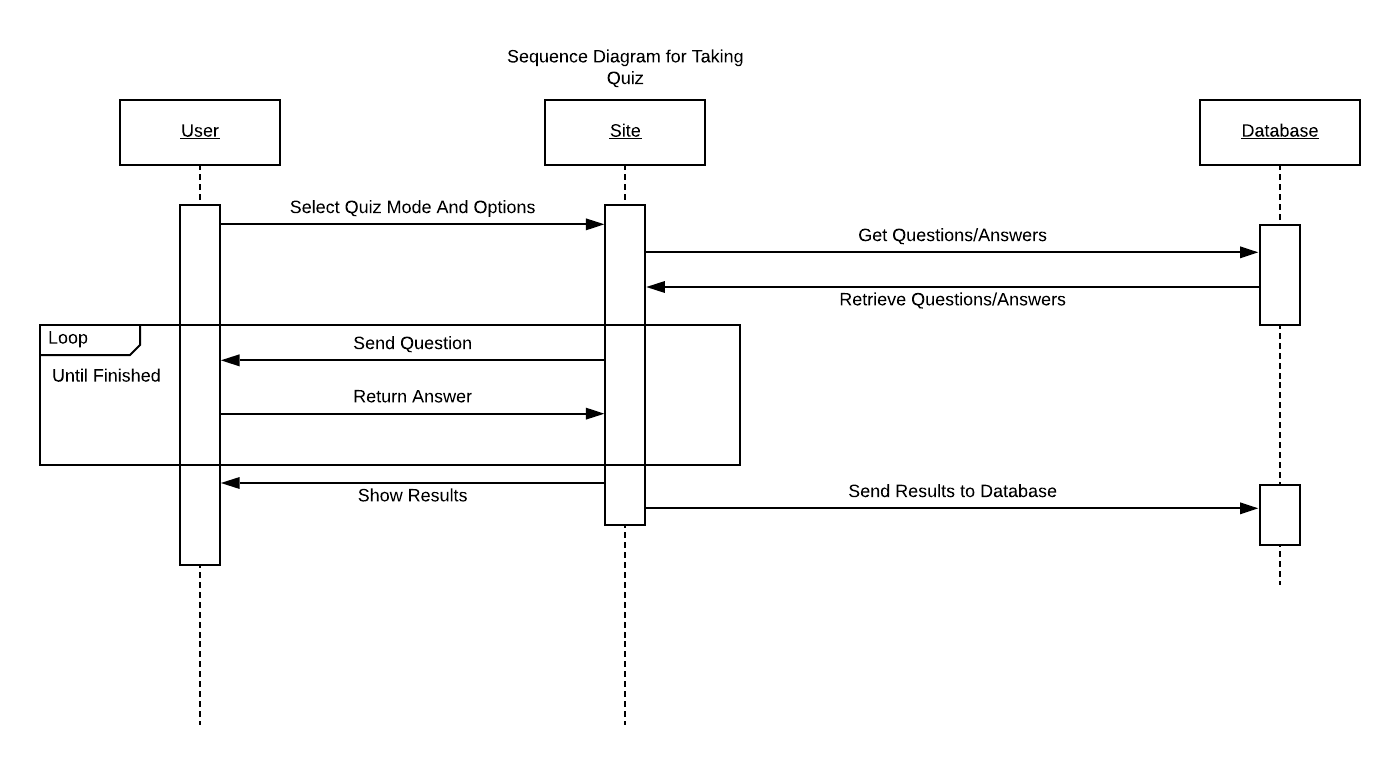 Sequence Diagram for Taking
Quiz
User
Site
Database
Select Quiz Mode And Options
Get Questions/Answers
Retrieve Questions/Answers
Loop
Send Question
Until Finished
Return Answer
Show Results
Send Results to Database